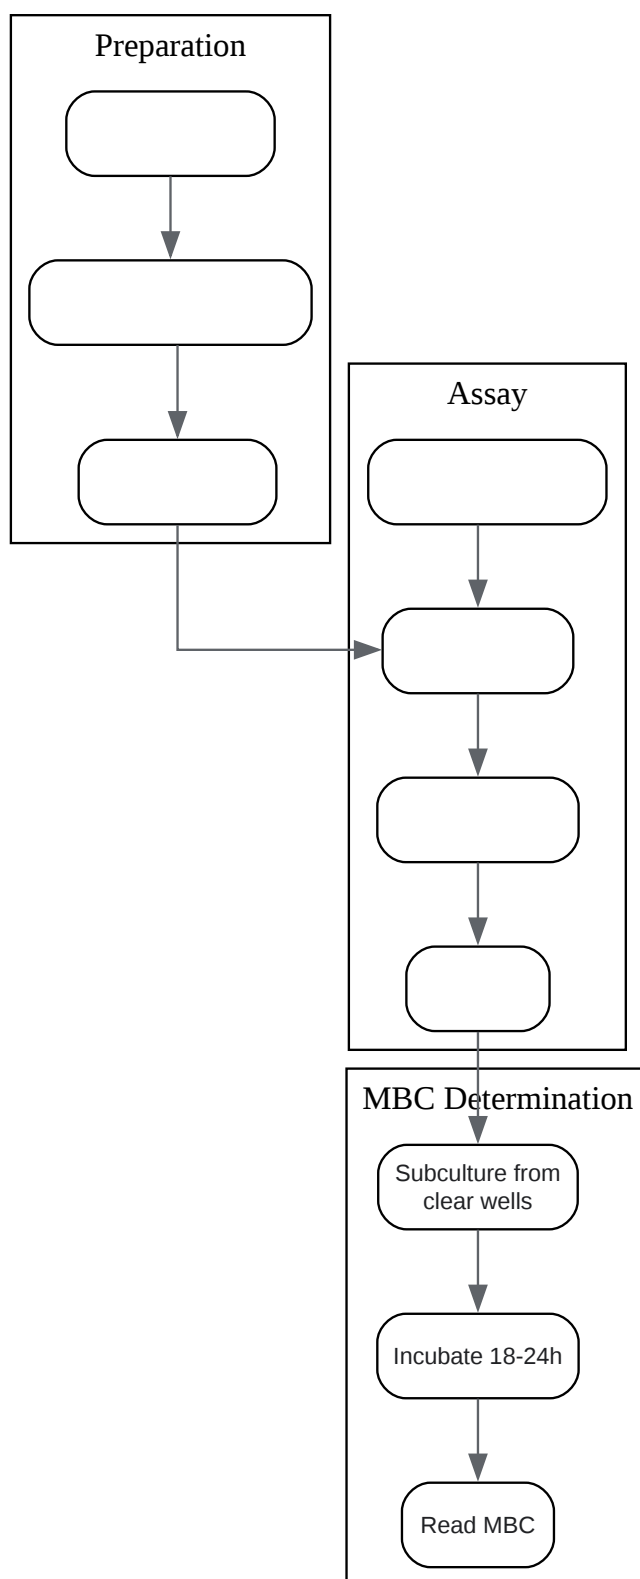 Preparation
Assay
MBC Determination
Subculture from
clear wells
Incubate 18-24h
Read MBC